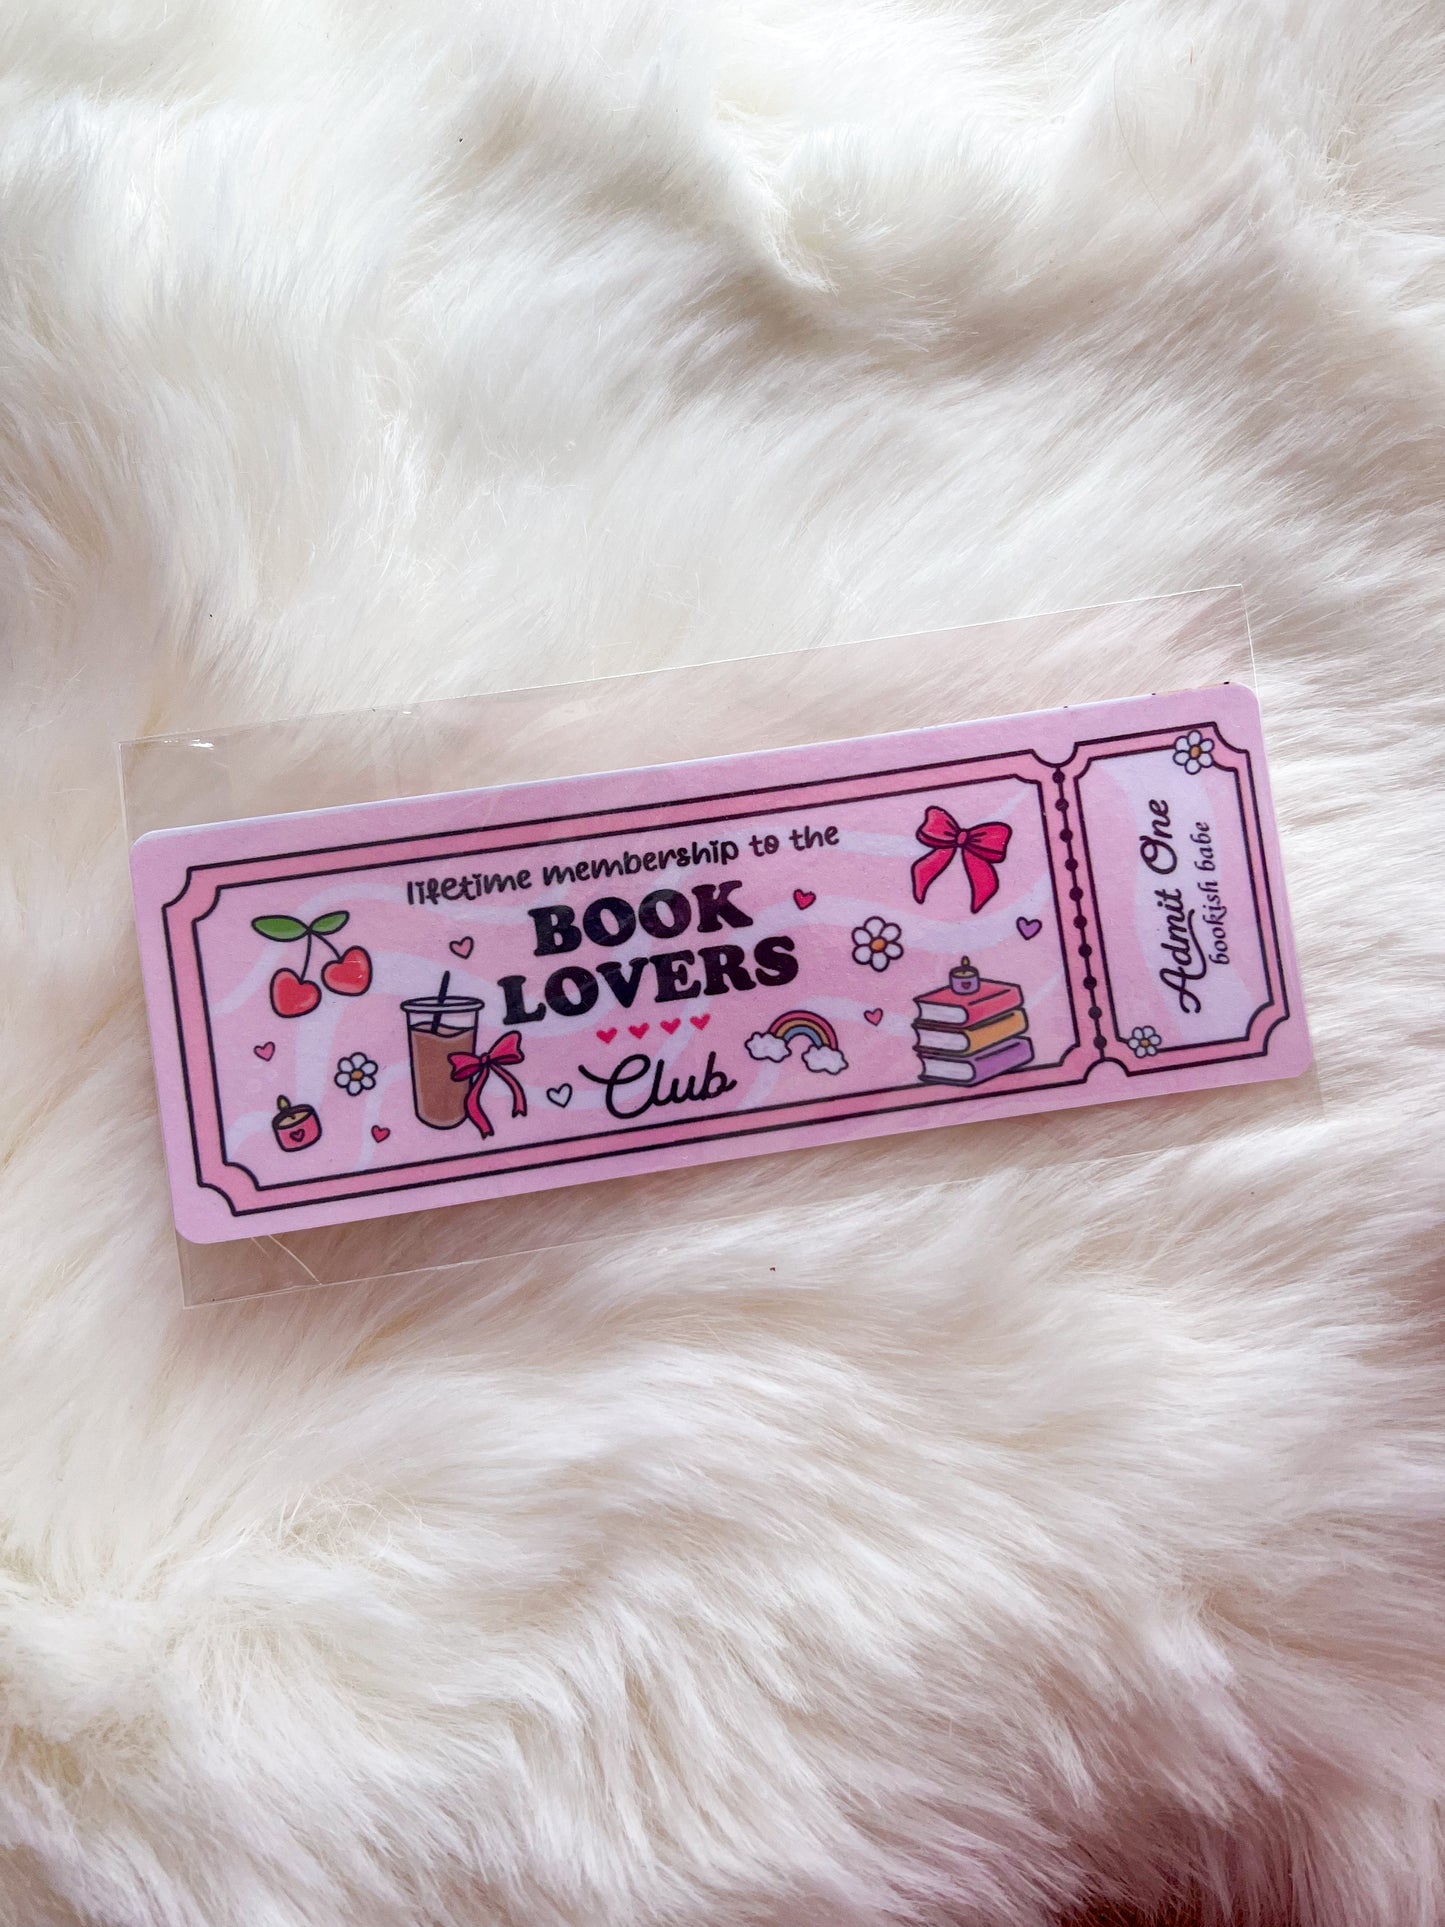 lifetime membership to the
BOOK
LOVERS
Club
Admit One
bookish babe